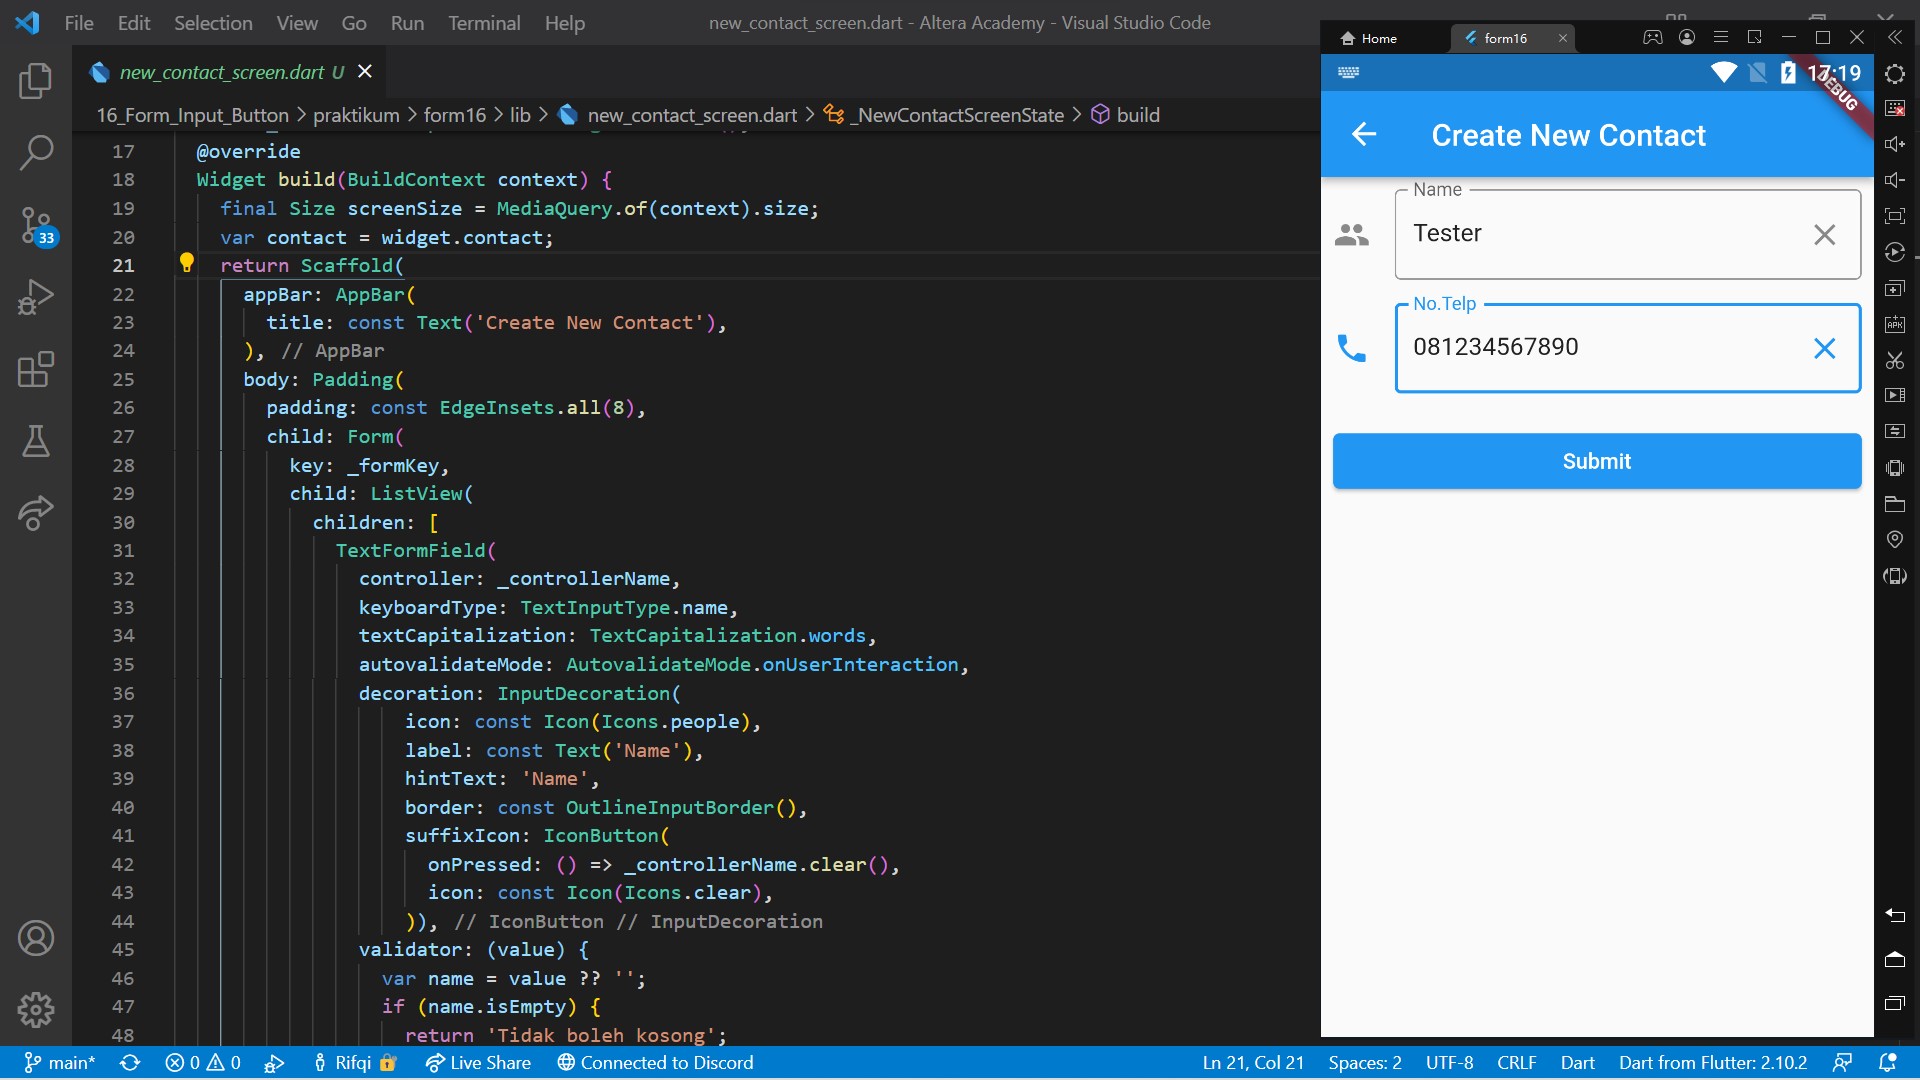 File Edit Selection View Go Run Terminal Help
new_contact_screen.dart - Altera Academy - Visual Studio Code
new_contact_screen.dart U
16_Form_Input_Button > praktikum > form16 > lib > new_contact_screen.dart > _NewContactScreenState > build
17 @override
18 Widget build(BuildContext context) {
19 final Size screenSize = MediaQuery.of(context).size;
20 var contact = widget.contact;
21 return Scaffold(
22 appBar: AppBar(
23 title: const Text('Create New Contact'),
24 ), // AppBar
25 body: Padding(
26 padding: const EdgeInsets.all(8),
27 child: Form(
28 key: _formKey,
29 child: ListView(
30 children: [
31 TextFormField(
32 controller: _controllerName,
33 keyboardType: TextInputType.name,
34 textCapitalization: TextCapitalization.words,
35 autovalidateMode: AutovalidateMode.onUserInteraction,
36 decoration: InputDecoration(
37 icon: const Icon(Icons.people),
38 label: const Text('Name'),
39 hintText: 'Name',
40 border: const OutlineInputBorder(),
41 suffixIcon: IconButton(
42 onPressed: () => _controllerName.clear(),
43 icon: const Icon(Icons.clear),
44 )), // IconButton // InputDecoration
45 validator: (value) {
46 var name = value ?? '';
47 if (name.isEmpty) {
48 return 'Tidak boleh kosong';
33
Home
form16
17:19
DEBUG
Create New Contact
Name
Tester
No.Telp
081234567890
Submit
APK
main* 0 0 Rifqi Live Share Connected to Discord
Ln 21, Col 21 Spaces: 2 UTF-8 CRLF Dart Dart from Flutter: 2.10.2